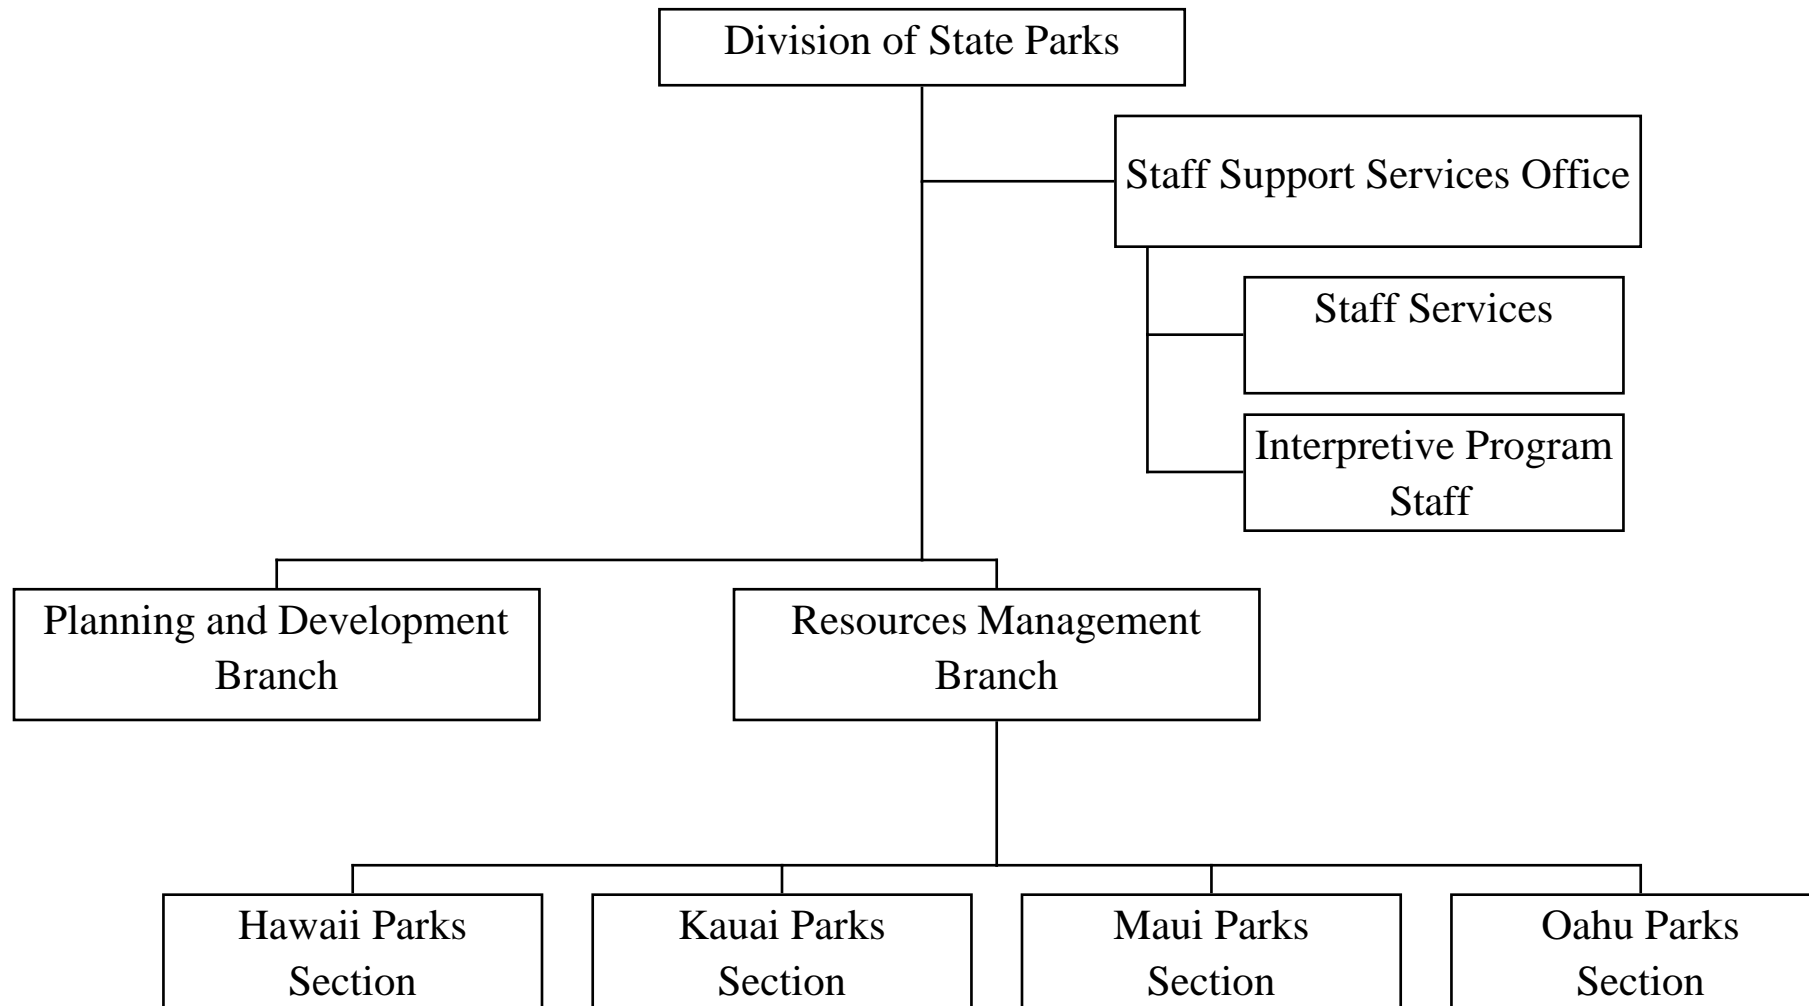 Division of State Parks
Staff Support Services Office
Staff Services
Interpretive Program
Staff
Planning and Development
Branch
Resources Management
Branch
Hawaii Parks
Section
Kauai Parks
Section
Maui Parks
Section
Oahu Parks
Section